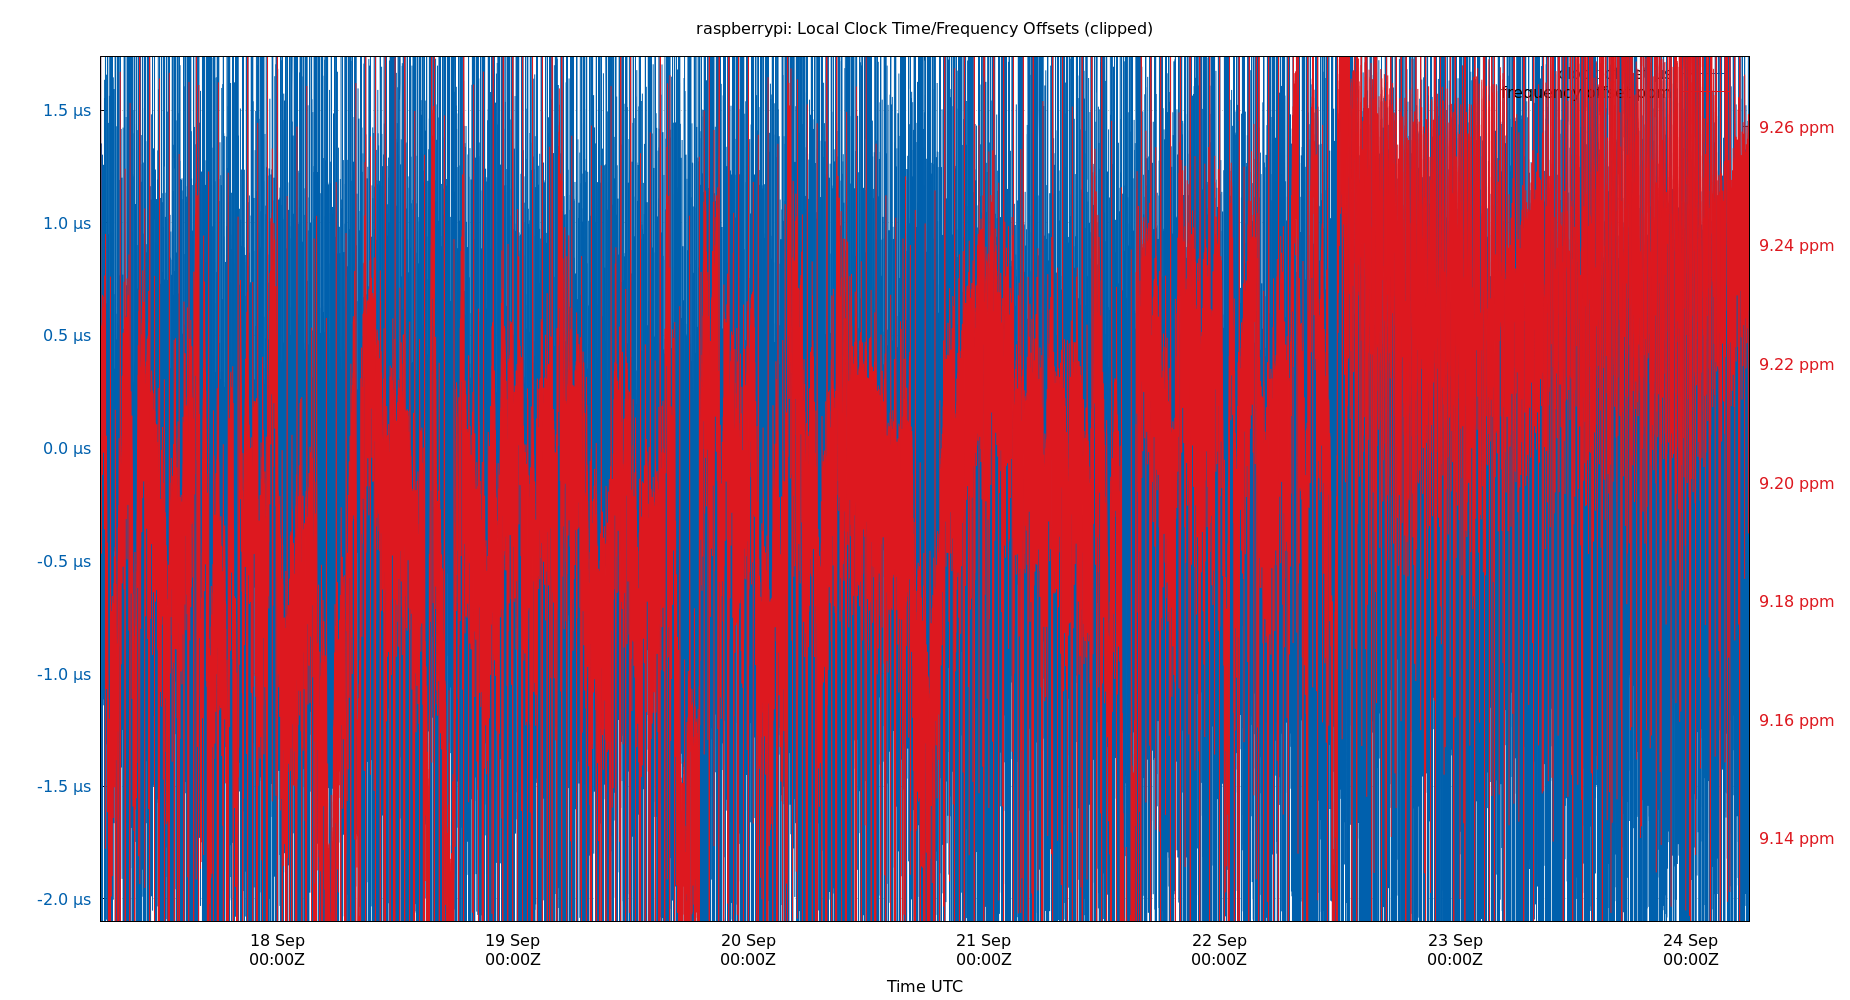 raspberrypi: Local Clock Time/Frequency Offsets (clipped)
frequency offset ppm
1.5 µs
1.0 µs
0.5 µs
0.0 µs
-0.5 µs
-1.0 µs
-1.5 µs
-2.0 µs
9.26 ppm
9.24 ppm
9.22 ppm
9.20 ppm
9.18 ppm
9.16 ppm
9.14 ppm
18 Sep 19 Sep 20 Sep 21 Sep 22 Sep 23 Sep 24 Sep
00:00Z 00:00Z 00:00Z 00:00Z 00:00Z 00:00Z 00:00Z
Time UTC